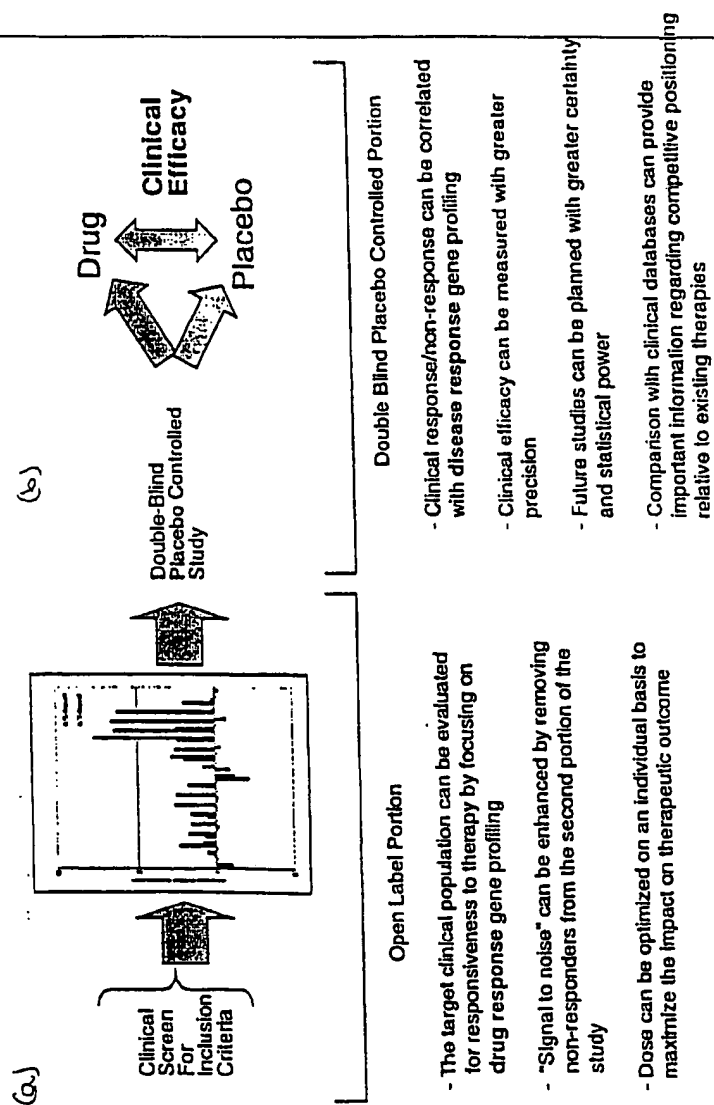 (a)
Clinical
Screen
For
Inclusion
Criteria
Double-Blind
Placebo Controlled
Study
(b)
Drug
Clinical
Efficacy
Placebo
Open Label Portion
- The target clinical population can be evaluated
for responsiveness to therapy by focusing on
drug response gene profiling
- "Signal to noise" can be enhanced by removing
non-responders from the second portion of the
study
- Dose can be optimized on an individual basis to
maximize the impact on therapeutic outcome
Double Blind Placebo Controlled Portion
- Clinical response/non-response can be correlated
with disease response gene profiling
- Clinical efficacy can be measured with greater
precision
- Future studies can be planned with greater certainty
and statistical power
- Comparison with clinical databases can provide
important information regarding competitive positioning
relative to existing therapies